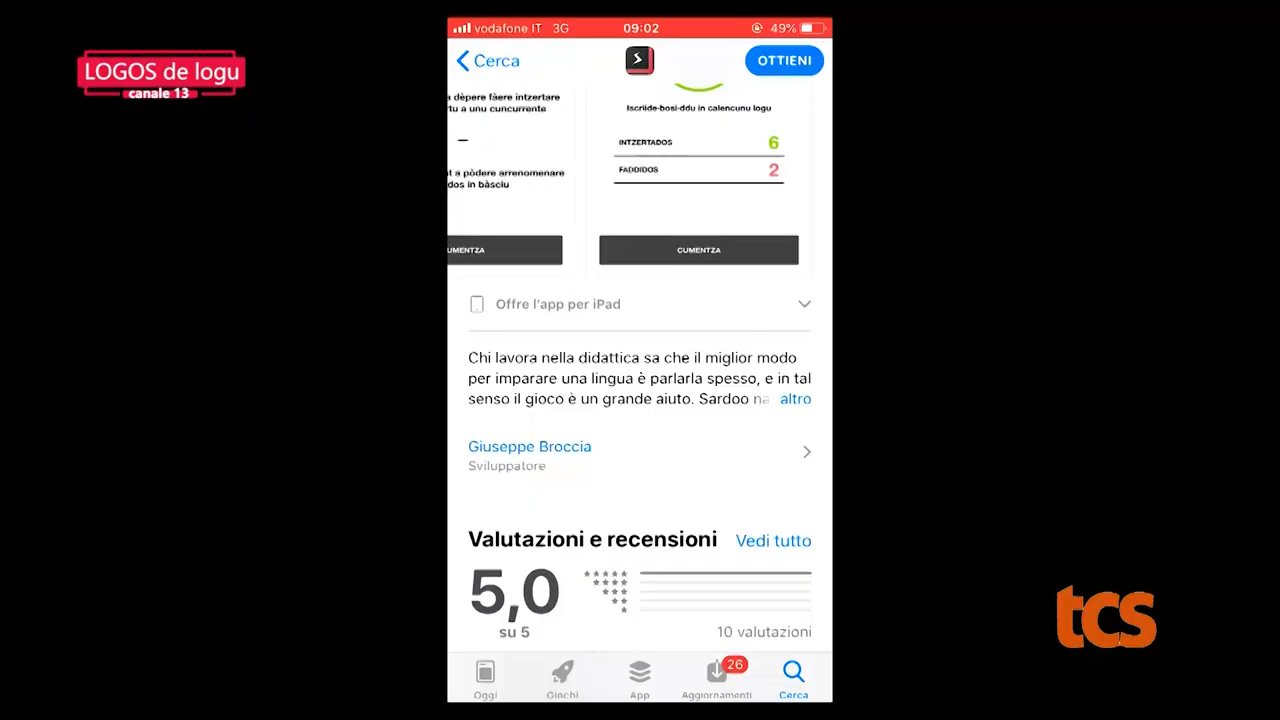 LOGOS de logu
canale 13
vodafone IT 3G 09:02 49%
Cerca
OTTIENI
a dèpere fàere intzertare
tu a unu cuncurrente
–
a pòdere arrenomenare
dos in bàsciu
UMENTZA
Iscriide-bosi-ddu in calencunu logu
INTZERTADOS 6
FADDIDOS 2
CUMENTZA
Offre l'app per iPad
Chi lavora nella didattica sa che il miglior modo
per imparare una lingua è parlarla spesso, e in tal
senso il gioco è un grande aiuto. Sardoo na altro
Giuseppe Broccia
Sviluppatore
Valutazioni e recensioni Vedi tutto
5,0
su 5
10 valutazioni
26
Oggi Giochi App Aggiornamenti Cerca
tcs